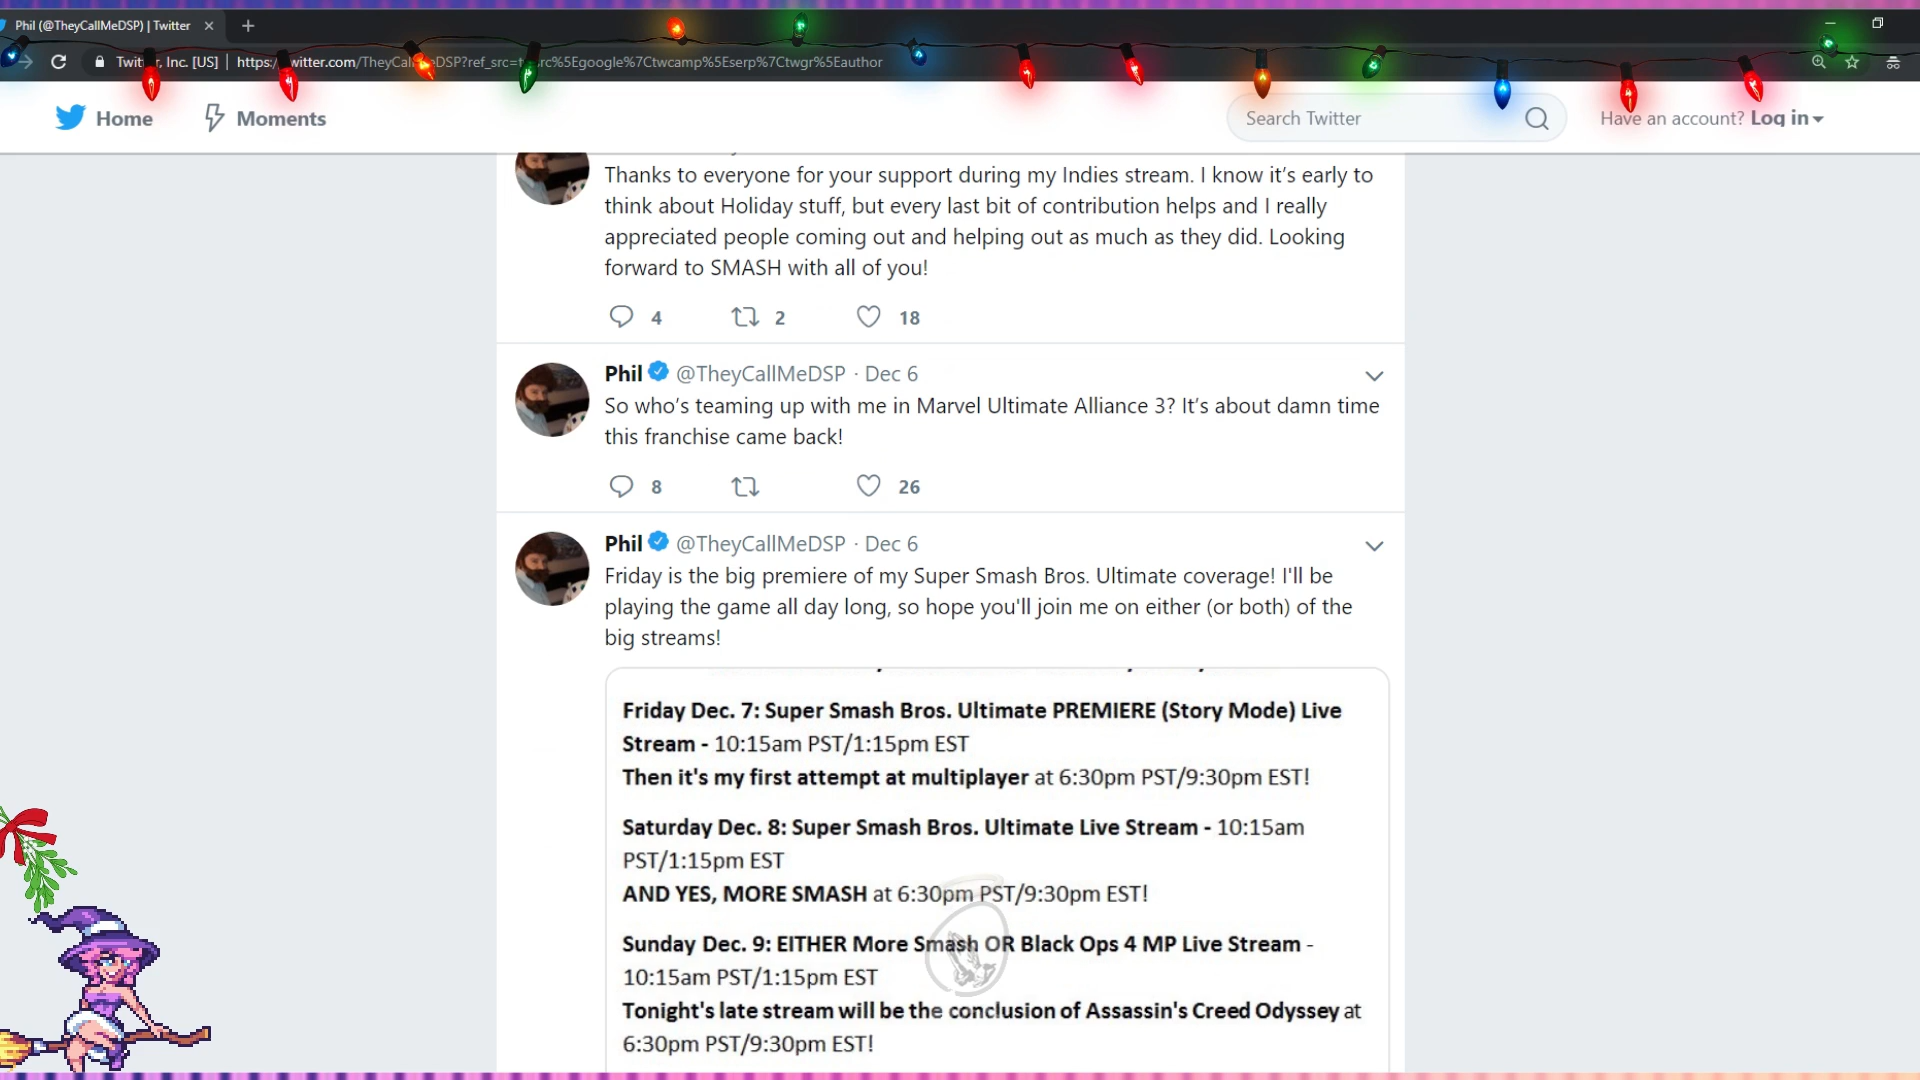 Phil (@TheyCallMeDSP) | Twitter
Home
Moments
Search Twitter
Have an account? Log in
Thanks to everyone for your support during my Indies stream. I know it's early to
think about Holiday stuff, but every last bit of contribution helps and I really
appreciated people coming out and helping out as much as they did. Looking
forward to SMASH with all of you!
4 2 18
Phil @TheyCallMeDSP · Dec 6
So who's teaming up with me in Marvel Ultimate Alliance 3? It's about damn time
this franchise came back!
8 26
Phil @TheyCallMeDSP · Dec 6
Friday is the big premiere of my Super Smash Bros. Ultimate coverage! I'll be
playing the game all day long, so hope you'll join me on either (or both) of the
big streams!
Friday Dec. 7: Super Smash Bros. Ultimate PREMIERE (Story Mode) Live
Stream - 10:15am PST/1:15pm EST
Then it's my first attempt at multiplayer at 6:30pm PST/9:30pm EST!
Saturday Dec. 8: Super Smash Bros. Ultimate Live Stream - 10:15am
PST/1:15pm EST
AND YES, MORE SMASH at 6:30pm PST/9:30pm EST!
Sunday Dec. 9: EITHER More Smash OR Black Ops 4 MP Live Stream -
10:15am PST/1:15pm EST
Tonight's late stream will be the conclusion of Assassin's Creed Odyssey at
6:30pm PST/9:30pm EST!